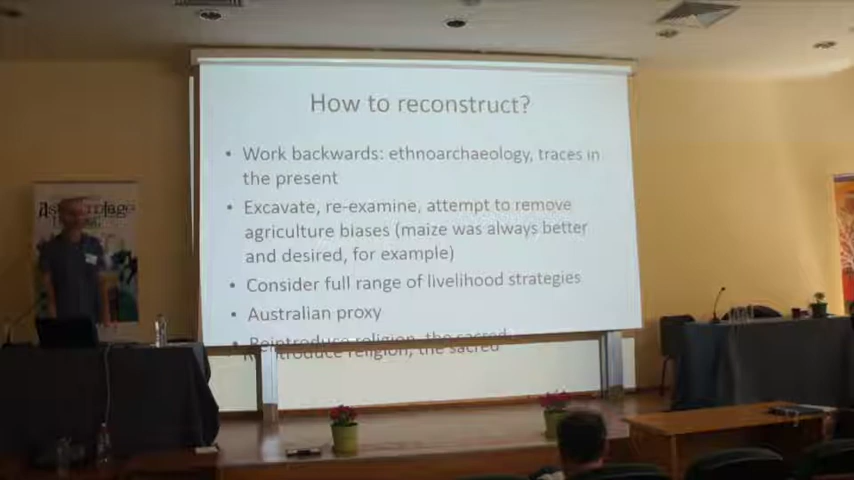 How to reconstruct?
• Work backwards: ethnoarchaeology, traces in
the present
• Excavate, re-examine, attempt to remove
agriculture biases (maize was always better
and desired, for example)
• Consider full range of livelihood strategies
• Australian proxy
• Reintroduce religion, the sacred